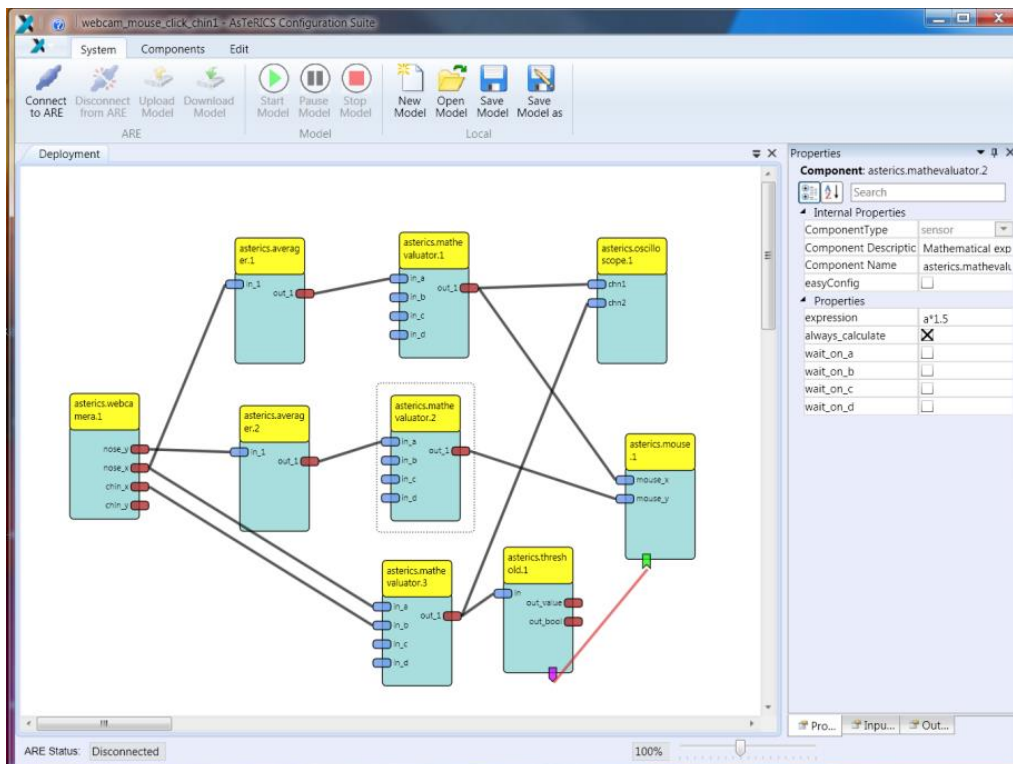 webcam_mouse_click_chin1 - AsTeRICS Configuration Suite
System Components Edit
Connect to ARE
Disconnect from ARE
Upload Model
Download Model
Start Model
Pause Model
Stop Model
New Model
Open Model
Save Model
Save Model as
ARE
Model
Local
Deployment
asterics.averag
er.1
in_1
out_1
asterics.mathe
valuator.1
in_a
in_b
in_c
in_d
out_1
asterics.oscillo
scope.1
chn1
chn2
asterics.webca
mera.1
nose_y
nose_x
chin_x
chin_y
asterics.averag
er.2
in_1
out_1
asterics.mathe
valuator.2
in_a
in_b
in_c
in_d
out_1
asterics.mouse
.1
mouse_x
mouse_y
asterics.mathe
valuator.3
in_a
in_b
in_c
in_d
out_1
asterics.thresh
old.1
in
out_value
out_bool
Properties
Component: asterics.mathevaluator.2
Search
Internal Properties
ComponentType sensor
Component Descriptic Mathematical exp
Component Name asterics.mathevalu
easyConfig
Properties
expression a*1.5
always_calculate
wait_on_a
wait_on_b
wait_on_c
wait_on_d
Pro... Inpu... Out...
ARE Status: Disconnected
100%